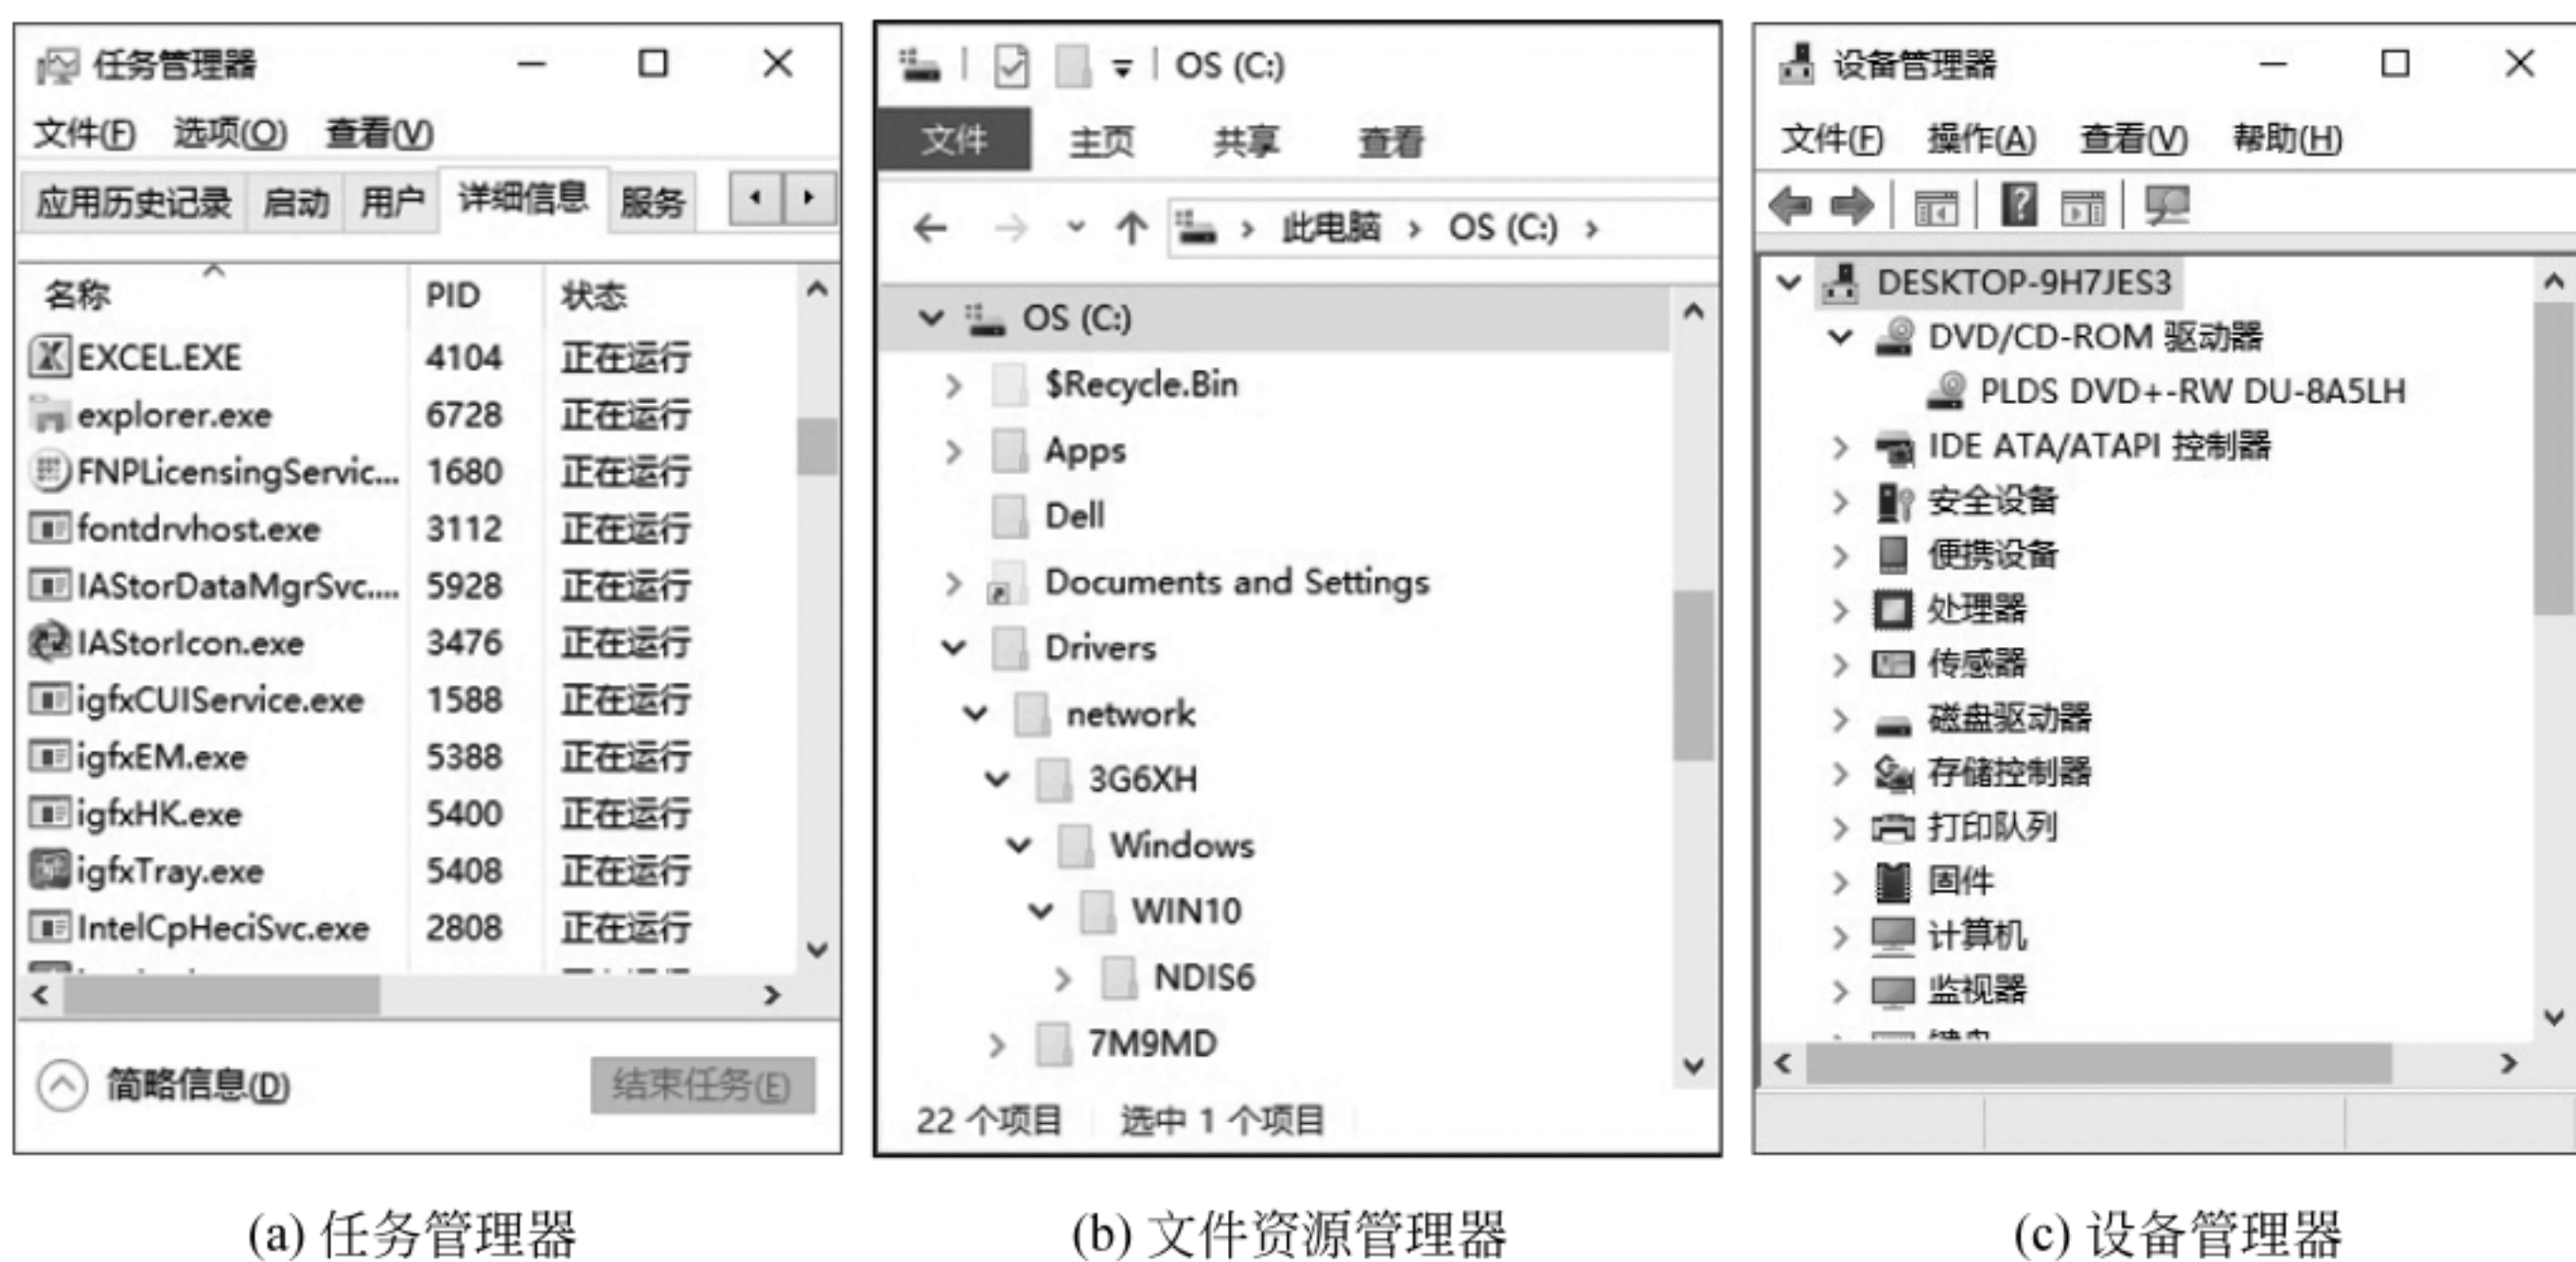 任务管理器
文件(F) 选项(O) 查看(V)
应用历史记录 启动 用户 详细信息 服务
名称 PID 状态
EXCEL.EXE 4104 正在运行
explorer.exe 6728 正在运行
FNPLicensingServic... 1680 正在运行
fontdrvhost.exe 3112 正在运行
IAStorDataMgrSvc.... 5928 正在运行
IAStorIcon.exe 3476 正在运行
igfxCUIService.exe 1588 正在运行
igfxEM.exe 5388 正在运行
igfxHK.exe 5400 正在运行
igfxTray.exe 5408 正在运行
IntelCpHeciSvc.exe 2808 正在运行
简略信息(D) 结束任务(E)
(a) 任务管理器
OS (C:)
文件 主页 共享 查看
此电脑 › OS (C:) ›
OS (C:)
$Recycle.Bin
Apps
Dell
Documents and Settings
Drivers
network
3G6XH
Windows
WIN10
NDIS6
7M9MD
22 个项目 选中 1 个项目
(b) 文件资源管理器
设备管理器
文件(F) 操作(A) 查看(V) 帮助(H)
DESKTOP-9H7JES3
DVD/CD-ROM 驱动器
PLDS DVD+-RW DU-8A5LH
IDE ATA/ATAPI 控制器
安全设备
便携设备
处理器
传感器
磁盘驱动器
存储控制器
打印队列
固件
计算机
监视器
(c) 设备管理器